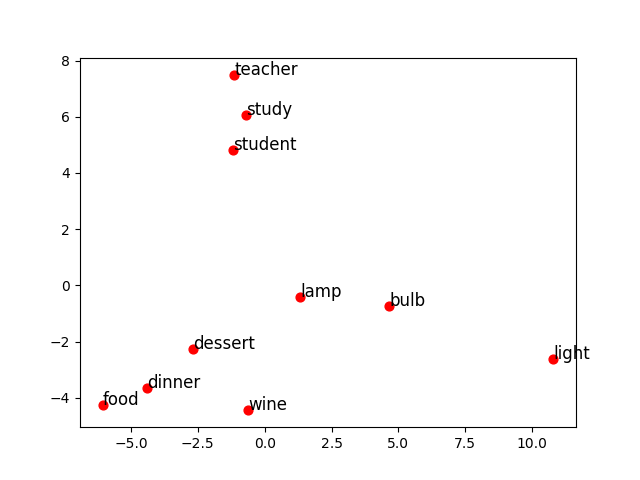 8
teacher
study
6
student
4
2
0
lamp
bulb
−2
dessert
light
dinner
food
−4
wine
−5.0 −2.5 0.0 2.5 5.0 7.5 10.0